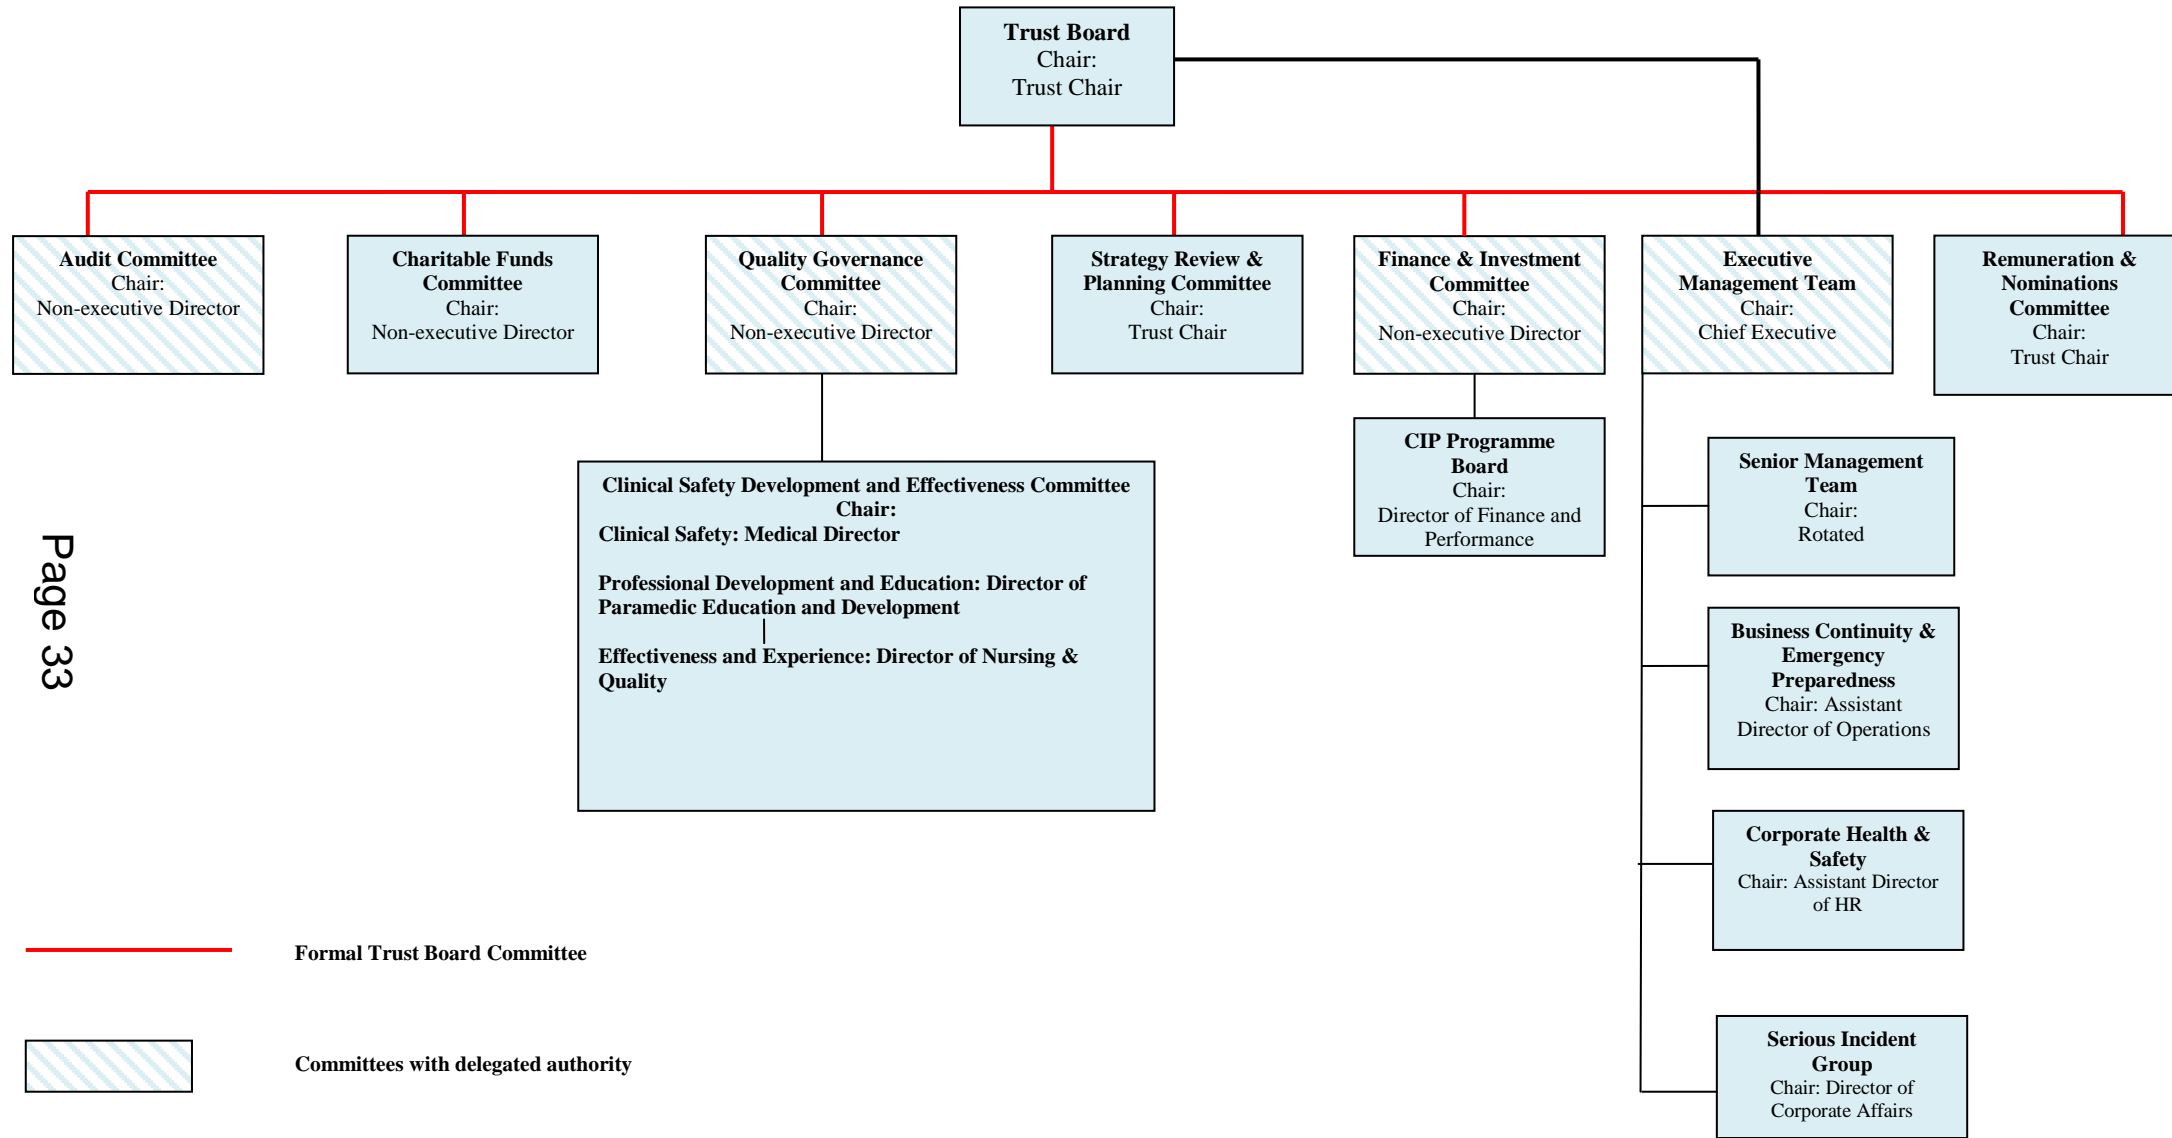 Trust Board
Chair:
Trust Chair
Audit Committee
Chair:
Non-executive Director
Charitable Funds
Committee
Chair:
Non-executive Director
Quality Governance
Committee
Chair:
Non-executive Director
Strategy Review &
Planning Committee
Chair:
Trust Chair
Finance & Investment
Committee
Chair:
Non-executive Director
Executive
Management Team
Chair:
Chief Executive
Remuneration &
Nominations
Committee
Chair:
Trust Chair
Clinical Safety Development and Effectiveness Committee
Chair:
Clinical Safety: Medical Director
Professional Development and Education: Director of
Paramedic Education and Development
Effectiveness and Experience: Director of Nursing &
Quality
CIP Programme
Board
Chair:
Director of Finance and
Performance
Senior Management
Team
Chair:
Rotated
Business Continuity &
Emergency
Preparedness
Chair: Assistant
Director of Operations
Corporate Health &
Safety
Chair: Assistant Director
of HR
Serious Incident
Group
Chair: Director of
Corporate Affairs
Page 33
Formal Trust Board Committee
Committees with delegated authority